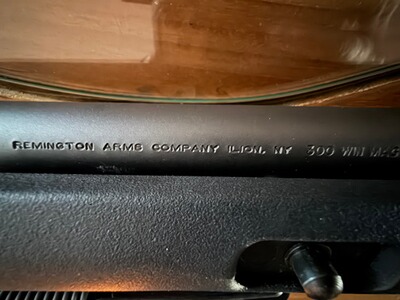 REMINGTON ARMS COMPANY ILION, NY 300 WIN MAG